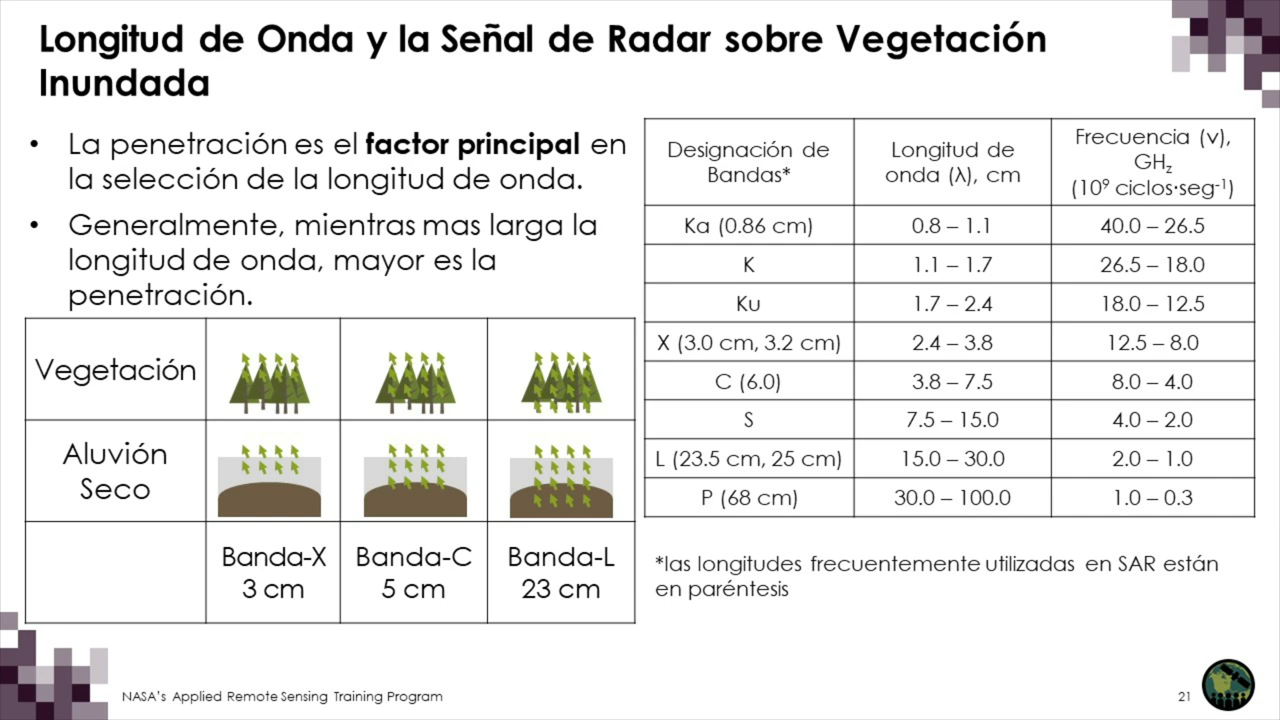 Longitud de Onda y la Señal de Radar sobre Vegetación
Inundada
• La penetración es el factor principal en
la selección de la longitud de onda.
• Generalmente, mientras mas larga la
longitud de onda, mayor es la
penetración.
Vegetación
Aluvión
Seco
Banda-X Banda-C Banda-L
3 cm 5 cm 23 cm
Designación de Bandas* Longitud de onda (λ), cm Frecuencia (v), GHz (10⁹ ciclos·seg⁻¹)
Ka (0.86 cm) 0.8 – 1.1 40.0 – 26.5
K 1.1 – 1.7 26.5 – 18.0
Ku 1.7 – 2.4 18.0 – 12.5
X (3.0 cm, 3.2 cm) 2.4 – 3.8 12.5 – 8.0
C (6.0) 3.8 – 7.5 8.0 – 4.0
S 7.5 – 15.0 4.0 – 2.0
L (23.5 cm, 25 cm) 15.0 – 30.0 2.0 – 1.0
P (68 cm) 30.0 – 100.0 1.0 – 0.3
*las longitudes frecuentemente utilizadas en SAR están
en paréntesis
NASA's Applied Remote Sensing Training Program
21